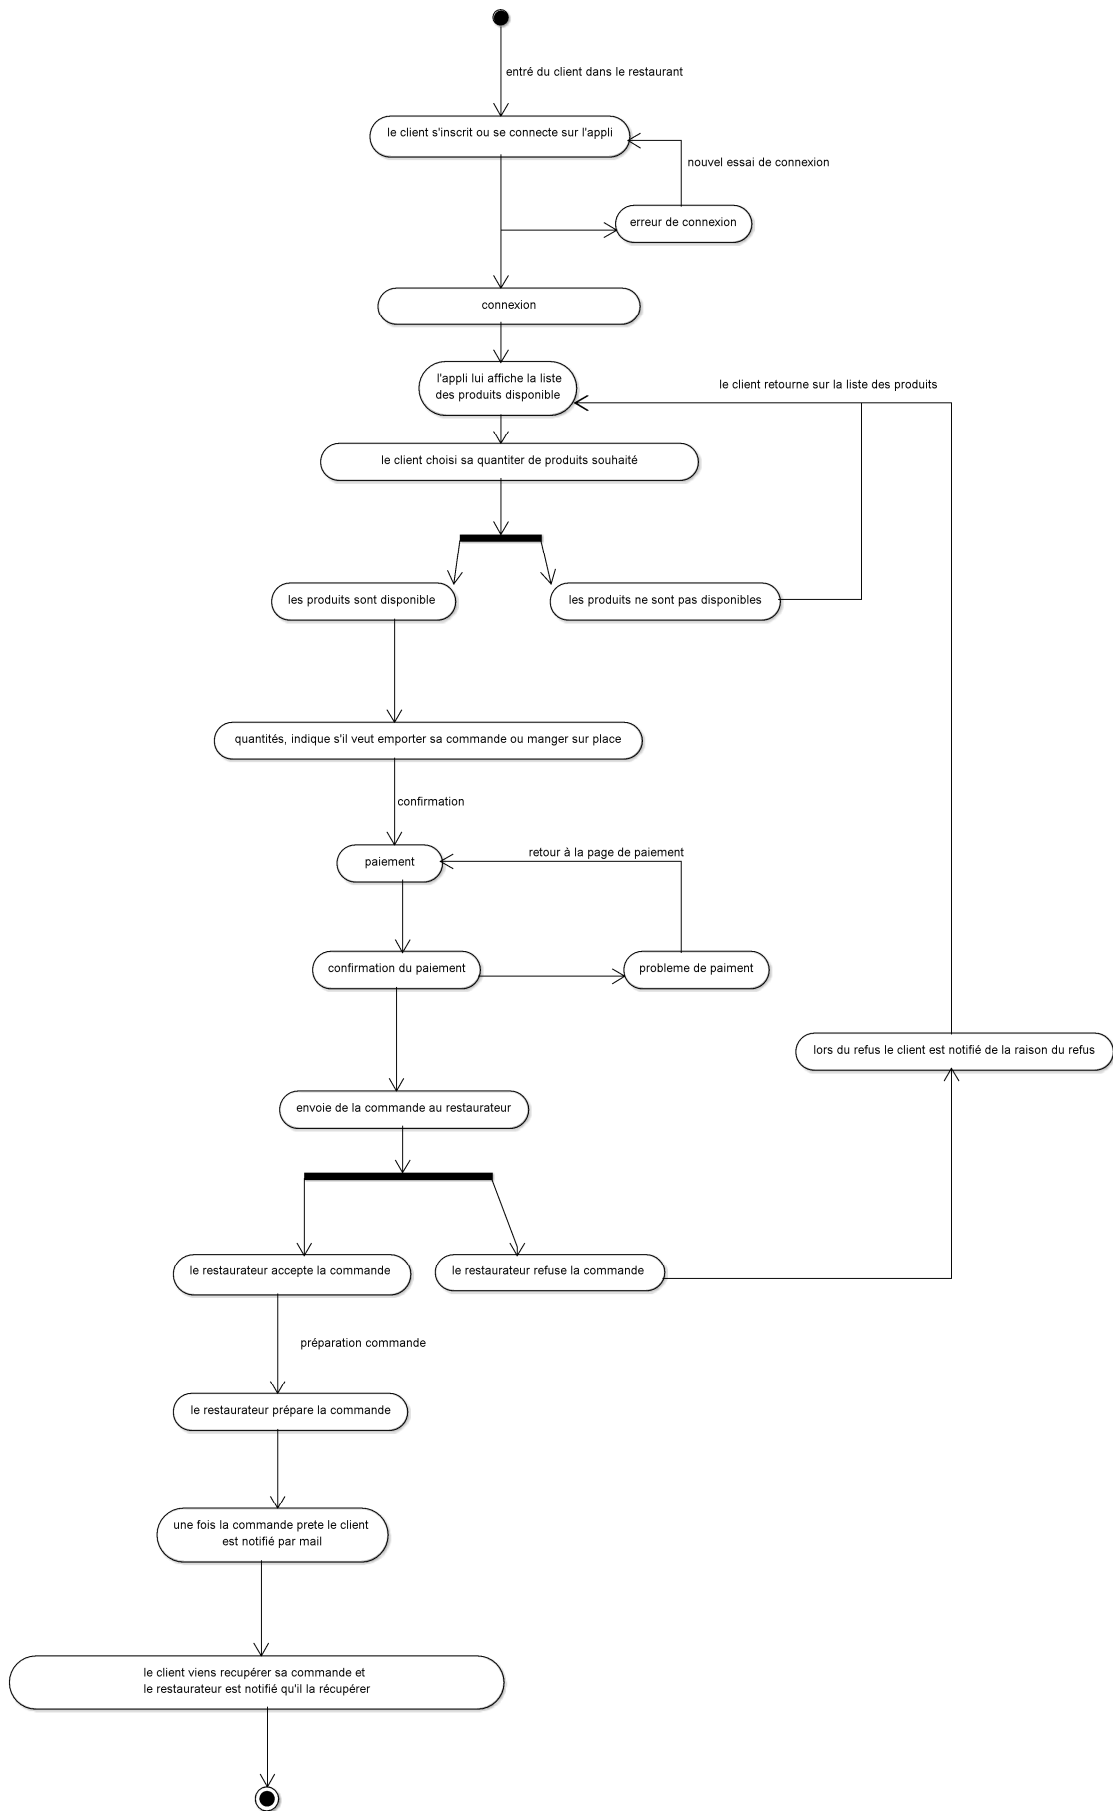 entré du client dans le restaurant
le client s'inscrit ou se connecte sur l'appli
nouvel essai de connexion
erreur de connexion
connexion
l'appli lui affiche la liste
des produits disponible
le client retourne sur la liste des produits
le client choisi sa quantiter de produits souhaité
les produits sont disponible
les produits ne sont pas disponibles
quantités, indique s'il veut emporter sa commande ou manger sur place
confirmation
retour à la page de paiement
paiement
confirmation du paiement
probleme de paiment
lors du refus le client est notifié de la raison du refus
envoie de la commande au restaurateur
le restaurateur accepte la commande
le restaurateur refuse la commande
préparation commande
le restaurateur prépare la commande
une fois la commande prete le client
est notifié par mail
le client viens recupérer sa commande et
le restaurateur est notifié qu'il la récupérer